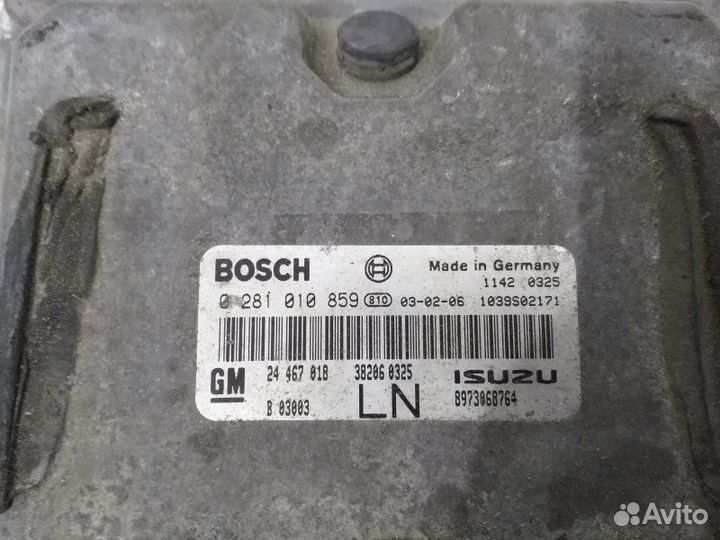 BOSCH Made in Germany
1142 0325
0 281 010 859 810 03-02-06 1039S02171
GM 24 467 018 38206 0325 ISUZU
B 03003 LN 8973068764
Avito